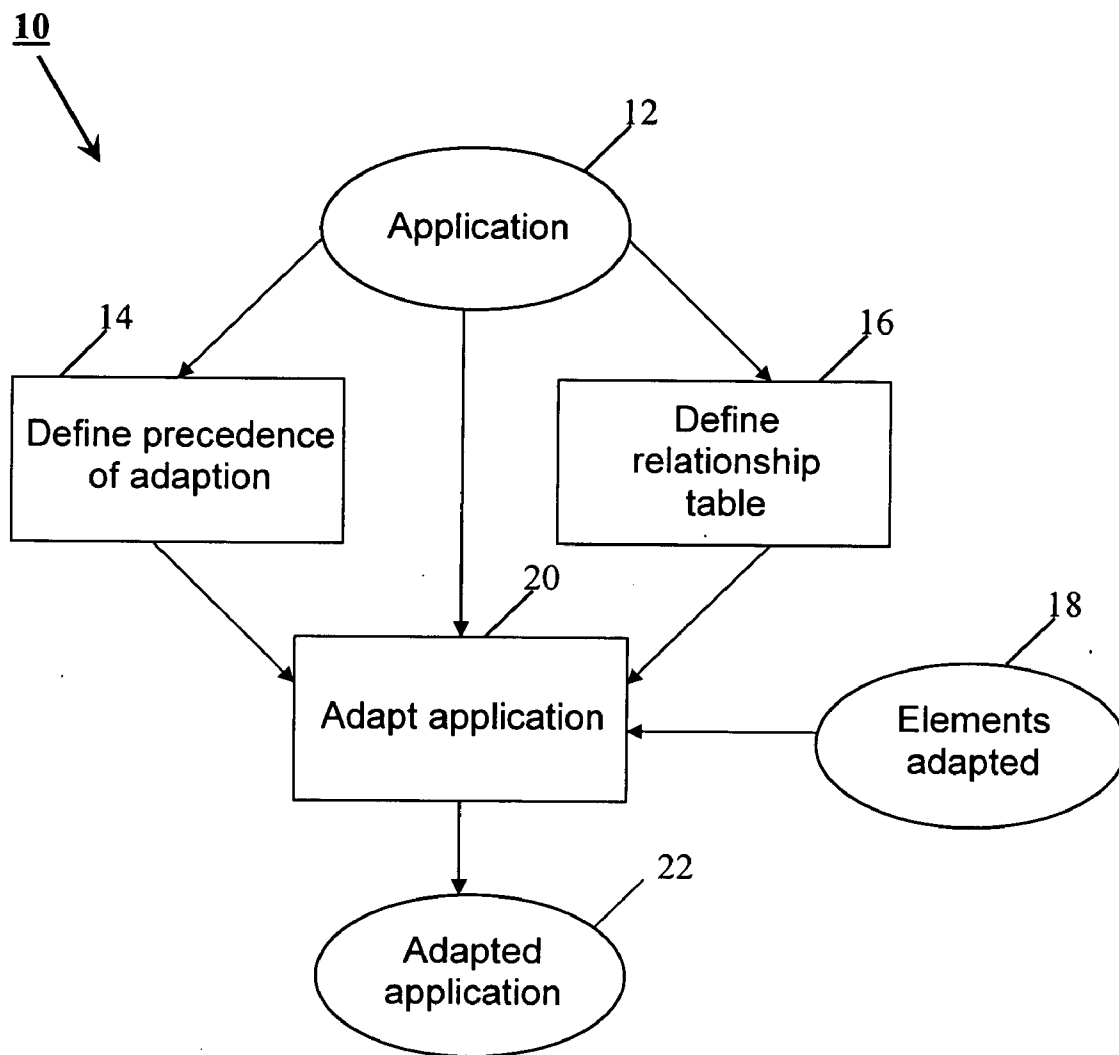 10
12
Application
14
16
Define precedence
of adaption
Define
relationship
table
20
18
Adapt application
Elements
adapted
22
Adapted
application